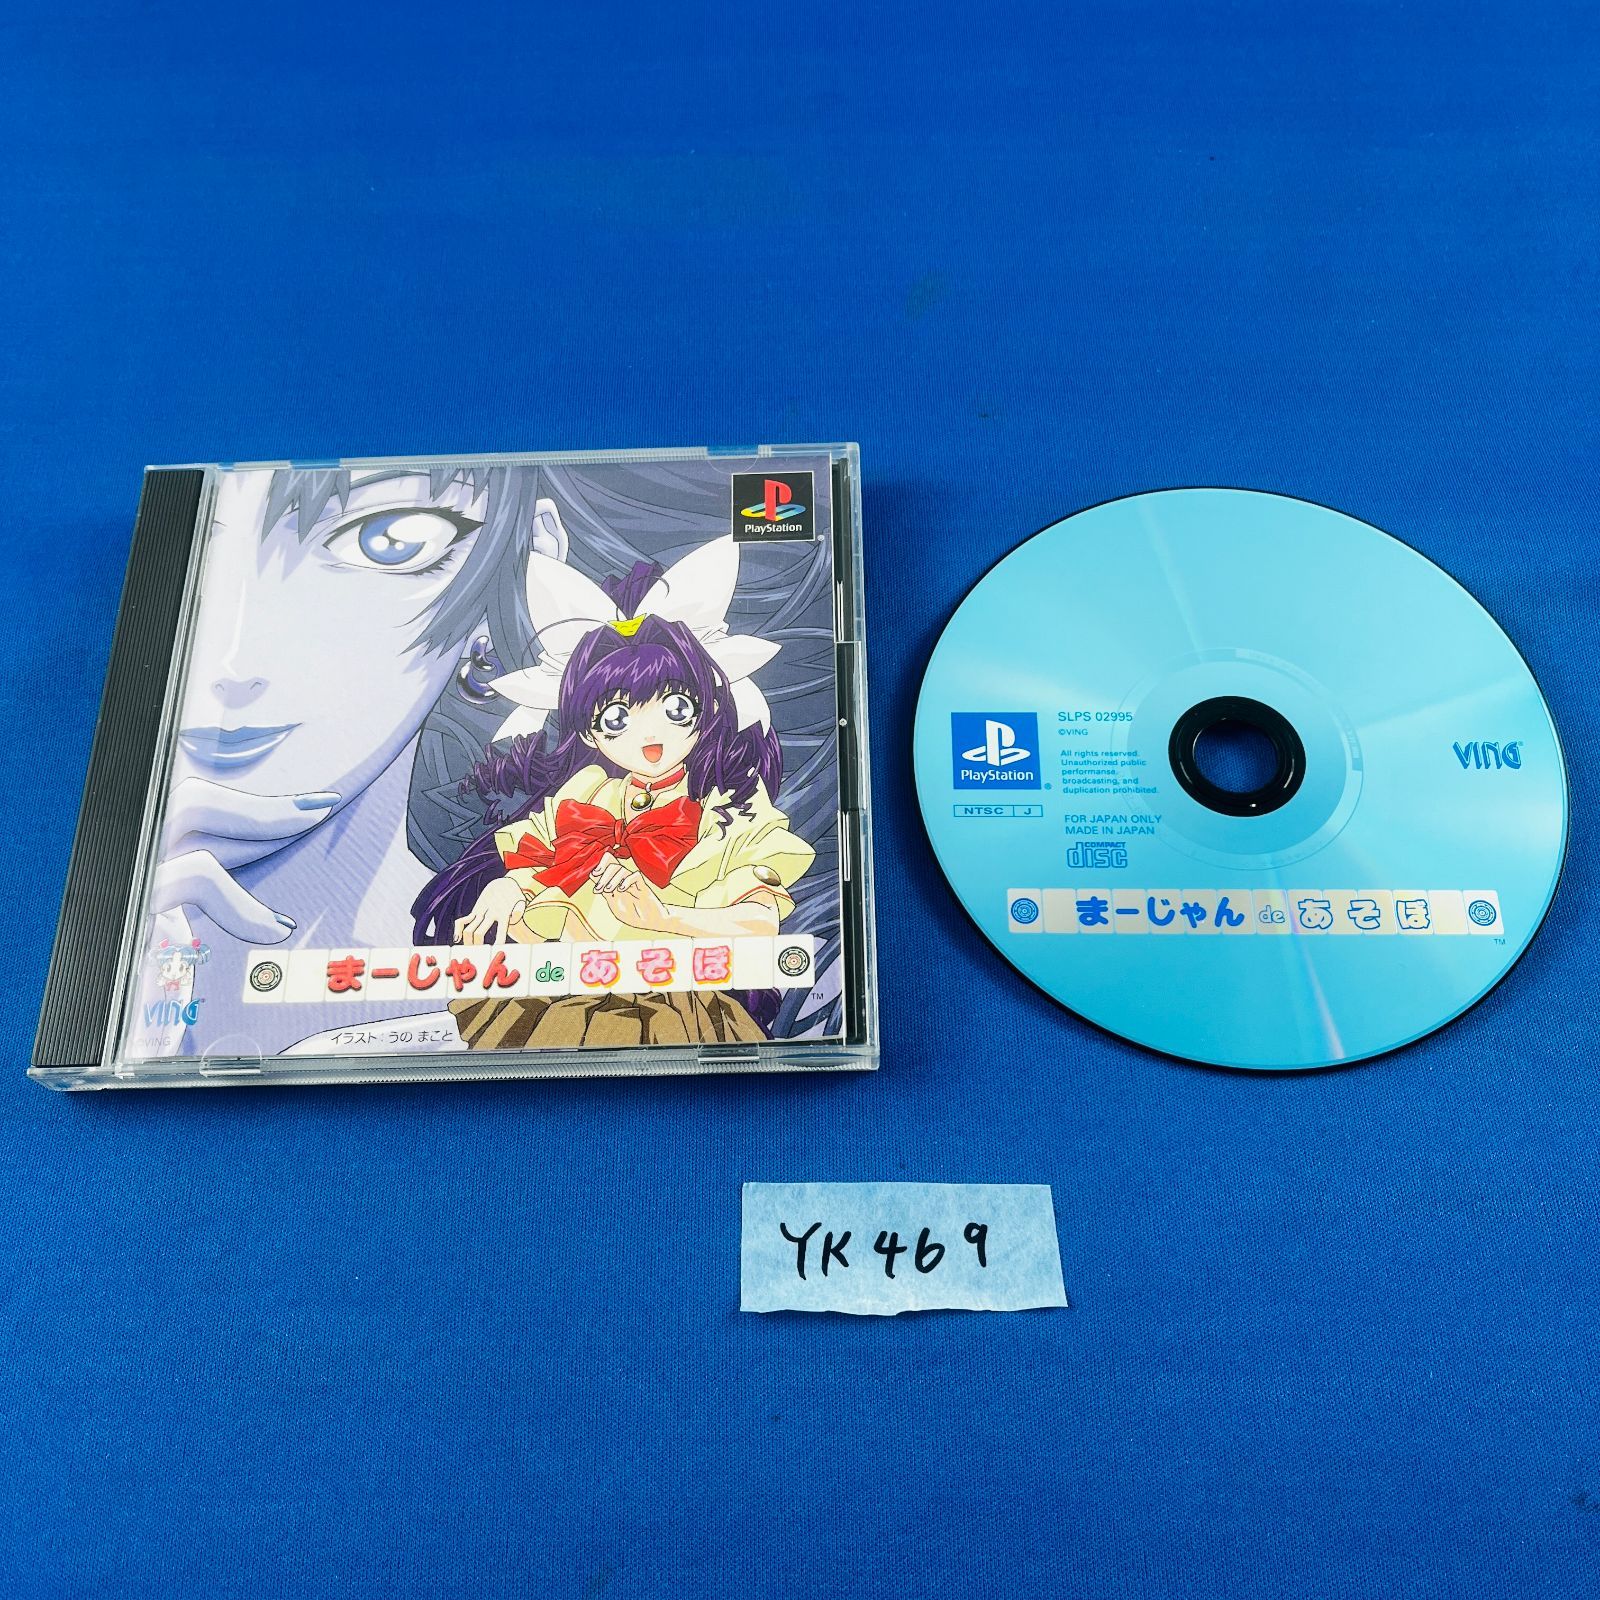 PlayStation
まーじゃん de あそぼ
TM
VING
©VING
イラスト:うの まこと
SLPS 02995
©VING
All rights reserved.
Unauthorized public
performanse,
broadcasting, and
duplication prohibited.
PlayStation
NTSC J
FOR JAPAN ONLY
MADE IN JAPAN
COMPACT
disc
VING
まーじゃん de あそぼ
TM
YK469